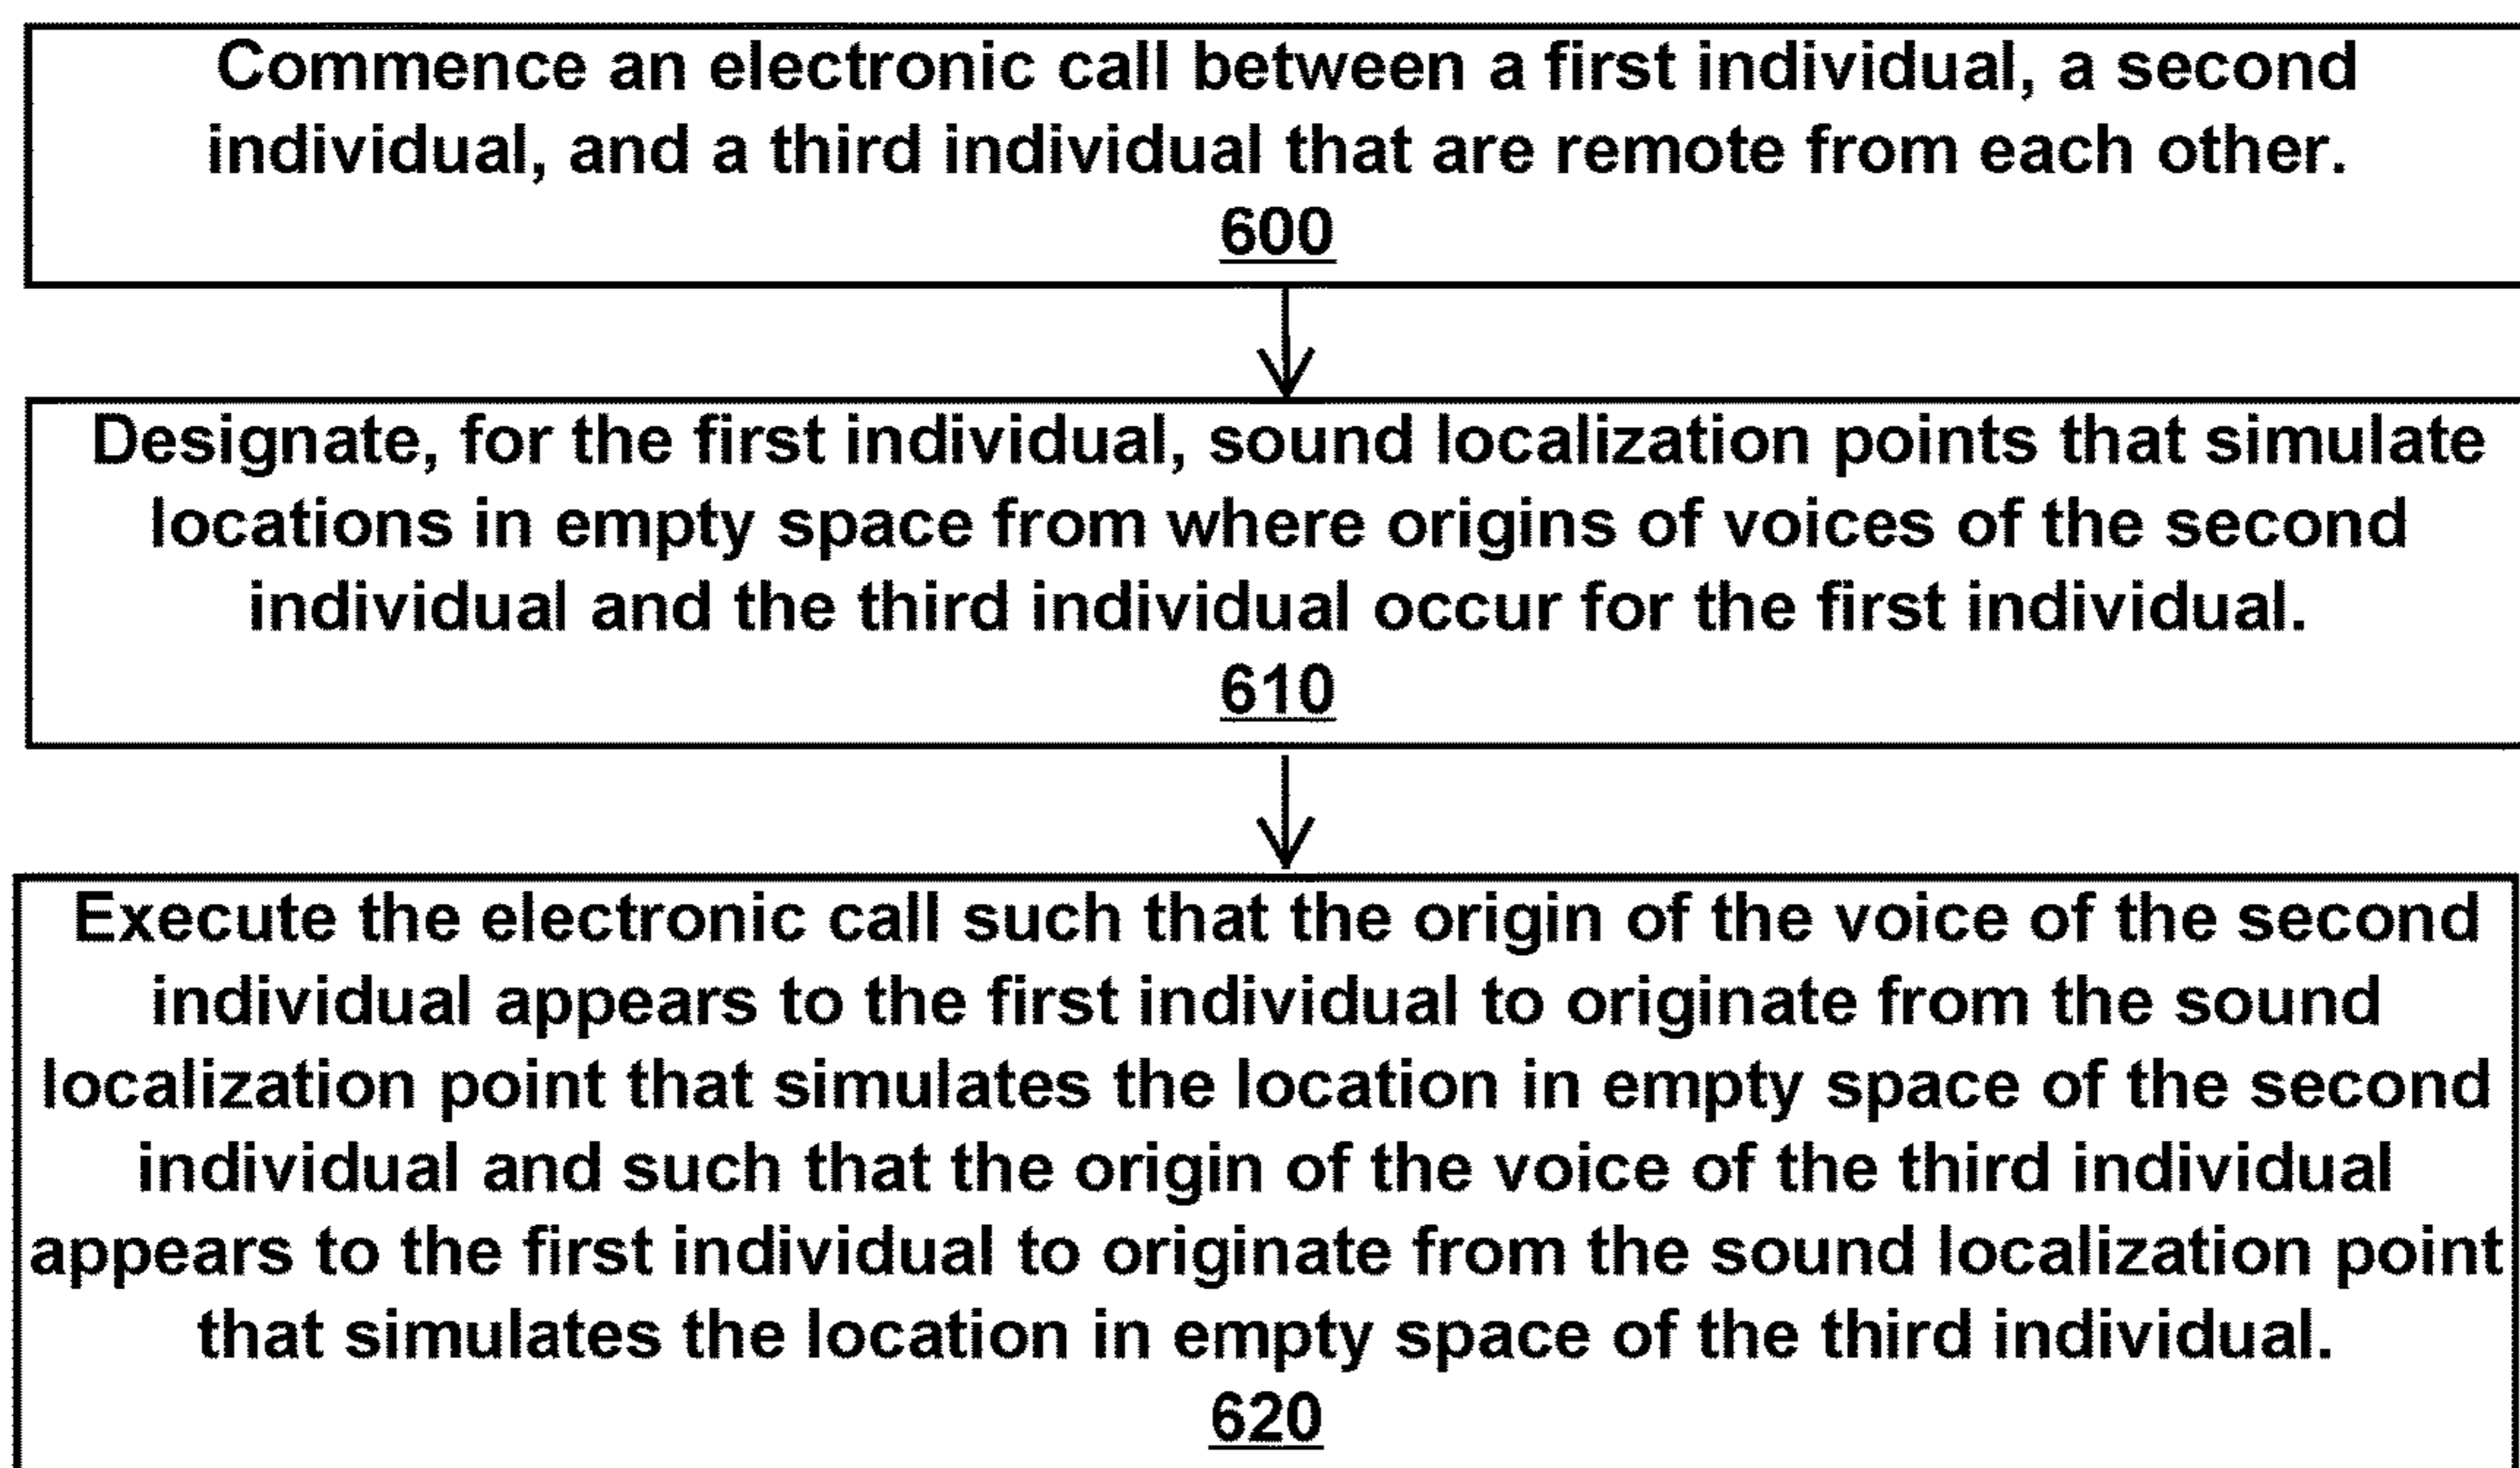 Commence an electronic call between a first individual, a second
individual, and a third individual that are remote from each other.
600
Designate, for the first individual, sound localization points that simulate
locations in empty space from where origins of voices of the second
individual and the third individual occur for the first individual.
610
Execute the electronic call such that the origin of the voice of the second
individual appears to the first individual to originate from the sound
localization point that simulates the location in empty space of the second
individual and such that the origin of the voice of the third individual
appears to the first individual to originate from the sound localization point
that simulates the location in empty space of the third individual.
620